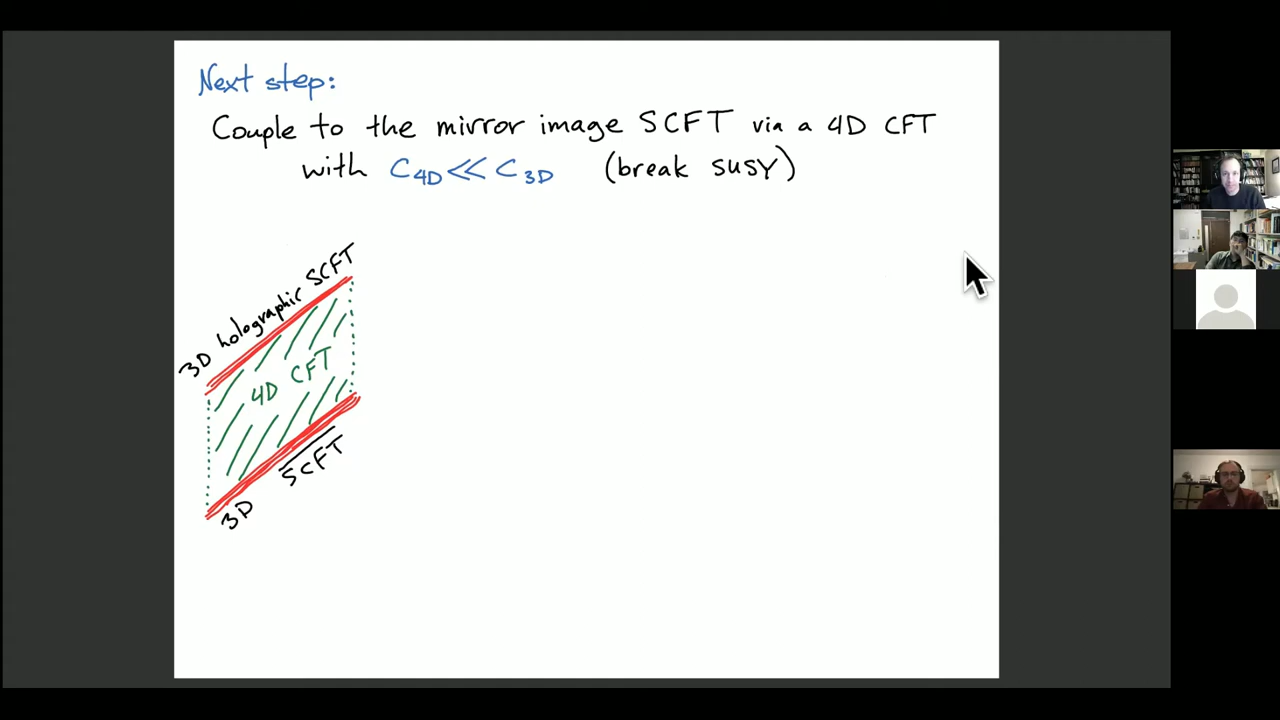 Next step:
Couple to the mirror image SCFT via a 4D CFT
with C4D << C3D (break SUSY)
3D holographic SCFT
4D CFT
3D S̅C̅F̅T̅